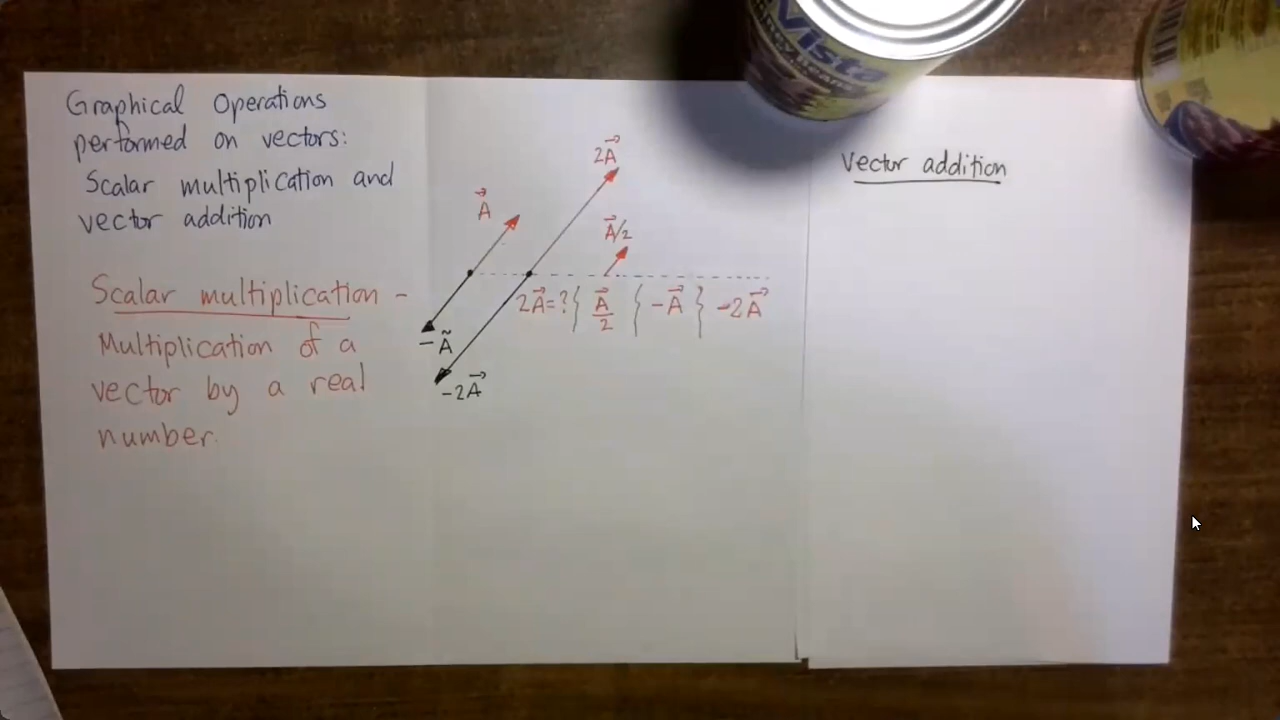 Graphical Operations
performed on vectors:
Scalar multiplication and
vector addition
Scalar multiplication -
Multiplication of a
vector by a real
number.
2A⃗
A⃗
A⃗/2
2A⃗=? { A⃗/2 { -A⃗ } -2A⃗
-Ã
-2A⃗
Vector addition
Vista